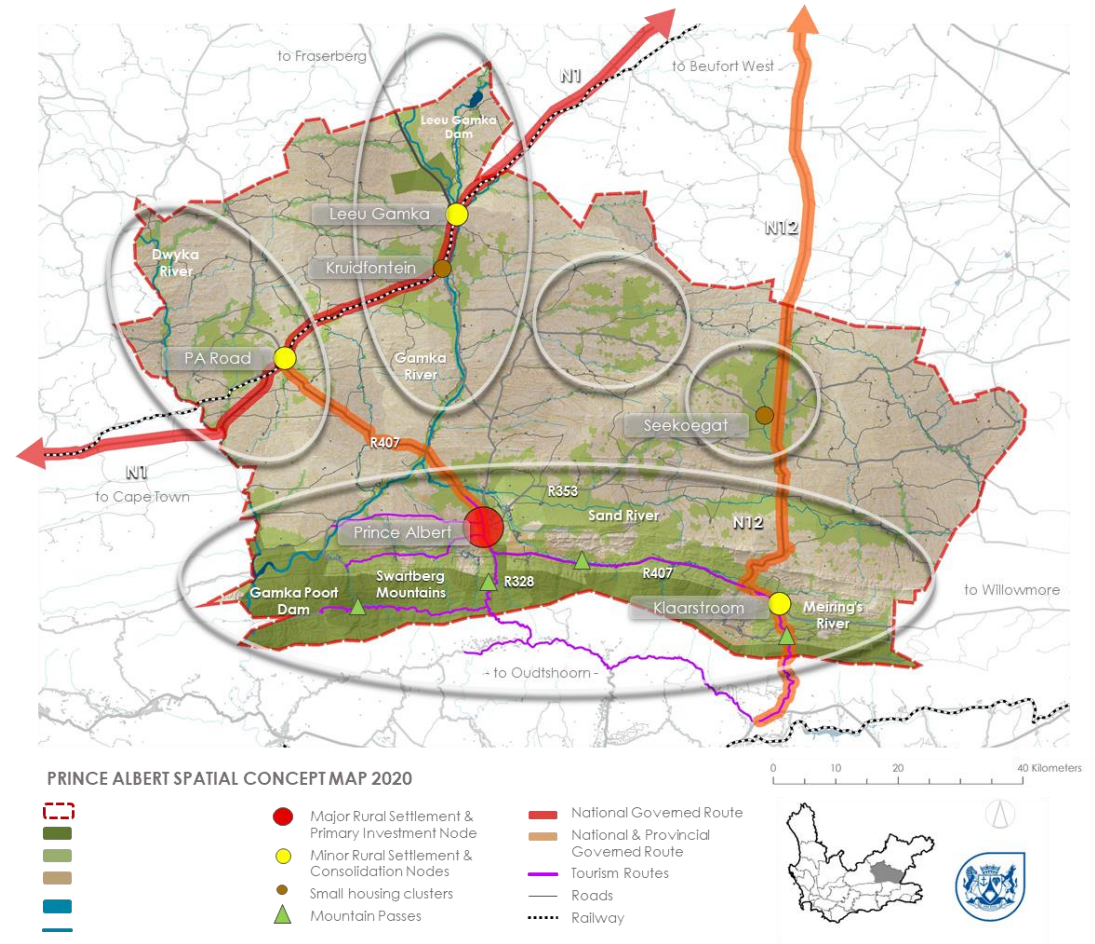 to Fraserberg
N1
to Beufort West
Leeu Gamka
Dam
Leeu Gamka
N12
Dwyka
River
Kruidfontein
PA Road
Gamka
River
Seekoegat
R407
N1
to Cape Town
R353
Sand River
N12
Prince Albert
R407
Swartberg
Mountains
R328
Gamka Poort
Dam
Klaarstroom
Meiring's
River
to Willowmore
- to Oudtshoorn -
PRINCE ALBERT SPATIAL CONCEPT MAP 2020
0 10 20 40 Kilometers
Major Rural Settlement &
Primary Investment Node
Minor Rural Settlement &
Consolidation Nodes
Small housing clusters
Mountain Passes
National Governed Route
National & Provincial
Governed Route
Tourism Routes
Roads
Railway